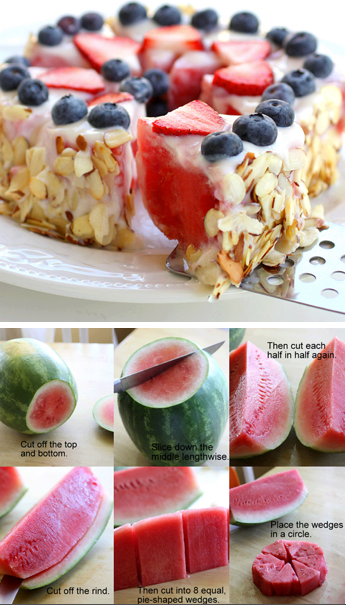 Cut off the top
and bottom.
Slice down the
middle lengthwise.
Then cut each
half in half again.
Cut off the rind.
Then cut into 8 equal,
pie-shaped wedges.
Place the wedges
in a circle.